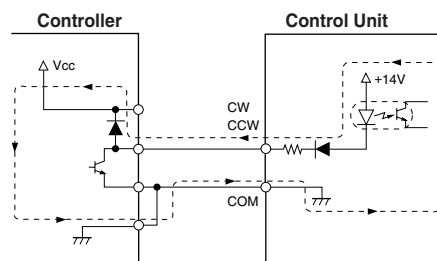 Controller
Control Unit
Vcc
+14V
CW
CCW
COM